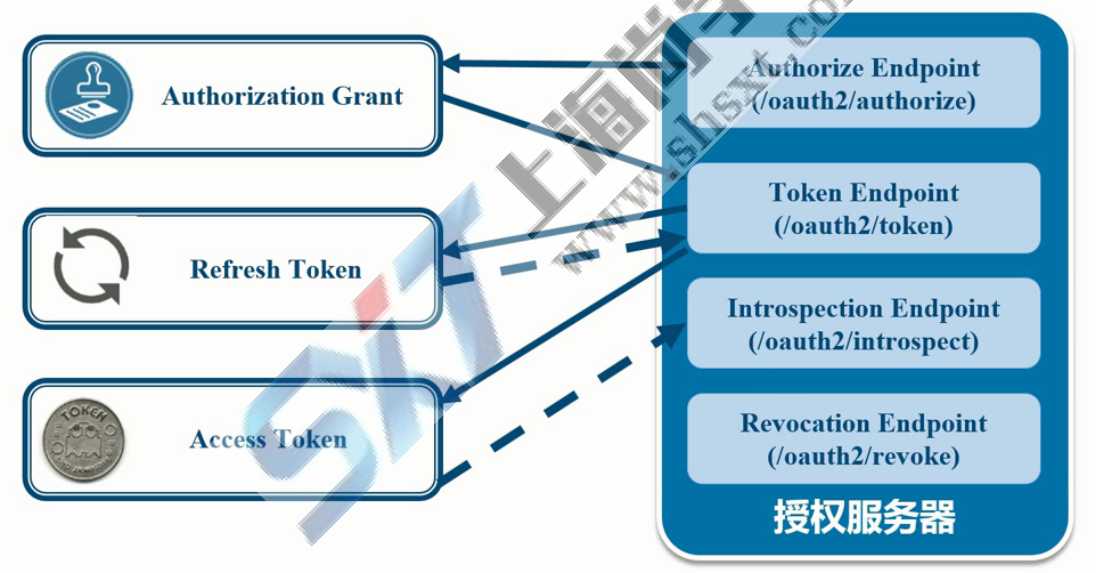 Authorization Grant
Refresh Token
Access Token
TOKEN
Authorize Endpoint
(/oauth2/authorize)
Token Endpoint
(/oauth2/token)
Introspection Endpoint
(/oauth2/introspect)
Revocation Endpoint
(/oauth2/revoke)
授权服务器
上海尚学
www.shsxt.com
SXT